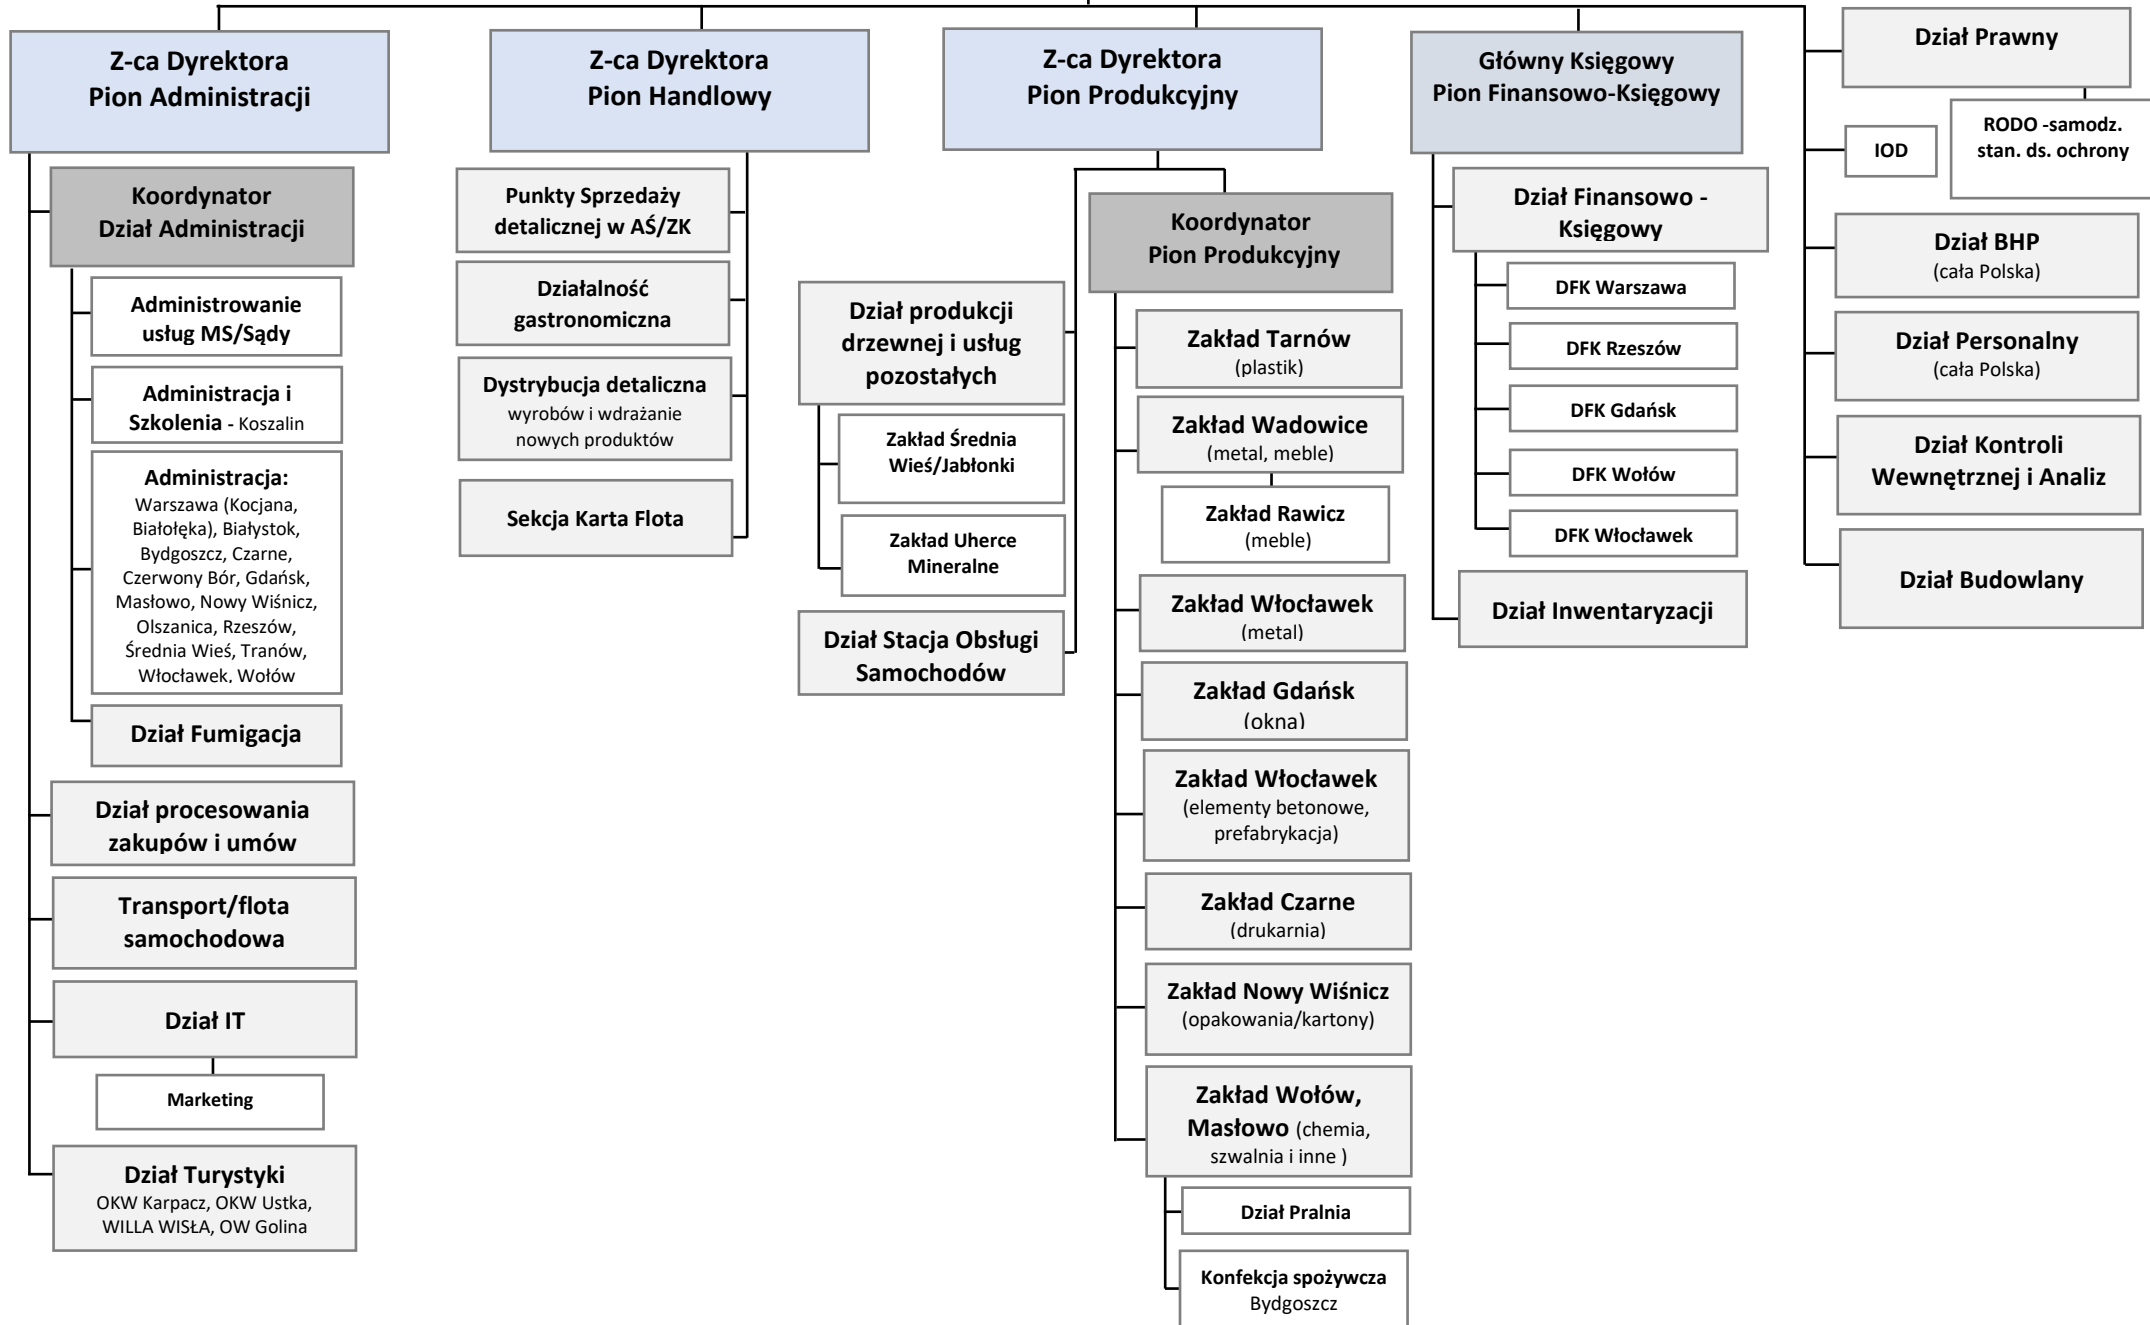 Z-ca Dyrektora
Pion Administracji
Koordynator
Dział Administracji
Administrowanie
usług MS/Sądy
Administracja i
Szkolenia - Koszalin
Administracja:
Warszawa (Kocjana,
Białołęka), Białystok,
Bydgoszcz, Czarne,
Czerwony Bór, Gdańsk,
Masłowo, Nowy Wiśnicz,
Olszanica, Rzeszów,
Średnia Wieś, Tranów,
Włocławek, Wołów
Dział Fumigacja
Dział procesowania
zakupów i umów
Transport/flota
samochodowa
Dział IT
Marketing
Dział Turystyki
OKW Karpacz, OKW Ustka,
WILLA WISŁA, OW Golina
Z-ca Dyrektora
Pion Handlowy
Punkty Sprzedaży
detalicznej w AŚ/ZK
Działalność
gastronomiczna
Dystrybucja detaliczna
wyrobów i wdrażanie
nowych produktów
Sekcja Karta Flota
Z-ca Dyrektora
Pion Produkcyjny
Dział produkcji
drzewnej i usług
pozostałych
Zakład Średnia
Wieś/Jabłonki
Zakład Uherce
Mineralne
Dział Stacja Obsługi
Samochodów
Koordynator
Pion Produkcyjny
Zakład Tarnów
(plastik)
Zakład Wadowice
(metal, meble)
Zakład Rawicz
(meble)
Zakład Włocławek
(metal)
Zakład Gdańsk
(okna)
Zakład Włocławek
(elementy betonowe,
prefabrykacja)
Zakład Czarne
(drukarnia)
Zakład Nowy Wiśnicz
(opakowania/kartony)
Zakład Wołów,
Masłowo (chemia,
szwalnia i inne )
Dział Pralnia
Konfekcja spożywcza
Bydgoszcz
Główny Księgowy
Pion Finansowo-Księgowy
Dział Finansowo -
Księgowy
DFK Warszawa
DFK Rzeszów
DFK Gdańsk
DFK Wołów
DFK Włocławek
Dział Inwentaryzacji
Dział Prawny
RODO -samodz.
stan. ds. ochrony
IOD
Dział BHP
(cała Polska)
Dział Personalny
(cała Polska)
Dział Kontroli
Wewnętrznej i Analiz
Dział Budowlany